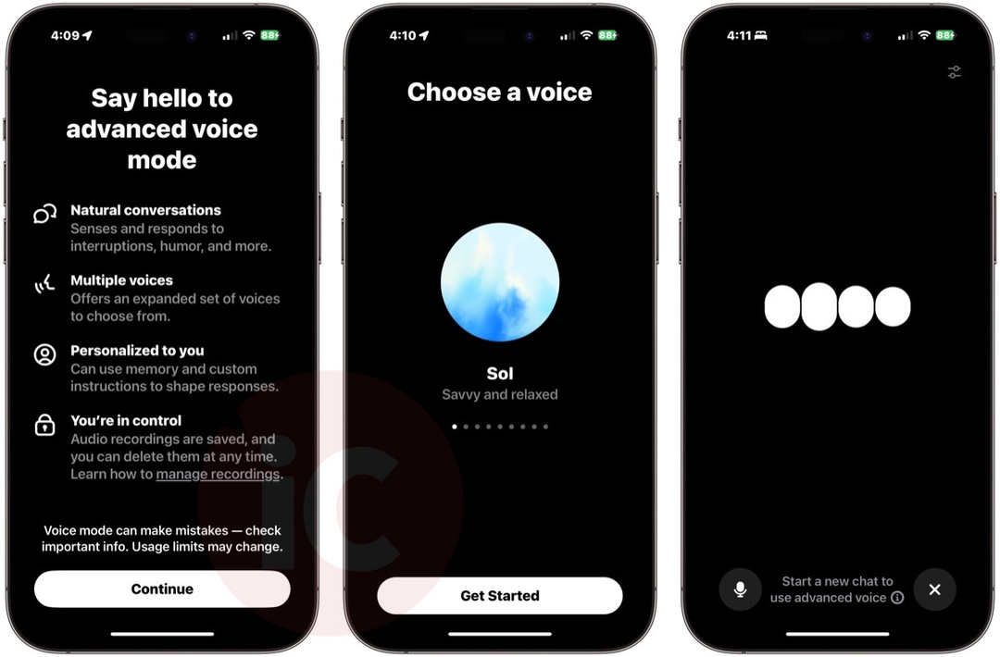 4:09
88
Say hello to
advanced voice
mode
Natural conversations
Senses and responds to
interruptions, humor, and more.
Multiple voices
Offers an expanded set of voices
to choose from.
Personalized to you
Can use memory and custom
instructions to shape responses.
You’re in control
Audio recordings are saved, and
you can delete them at any time.
Learn how to manage recordings.
Voice mode can make mistakes — check
important info. Usage limits may change.
Continue
4:10
88
Choose a voice
Sol
Savvy and relaxed
Get Started
4:11
88
Start a new chat to
use advanced voice
iC